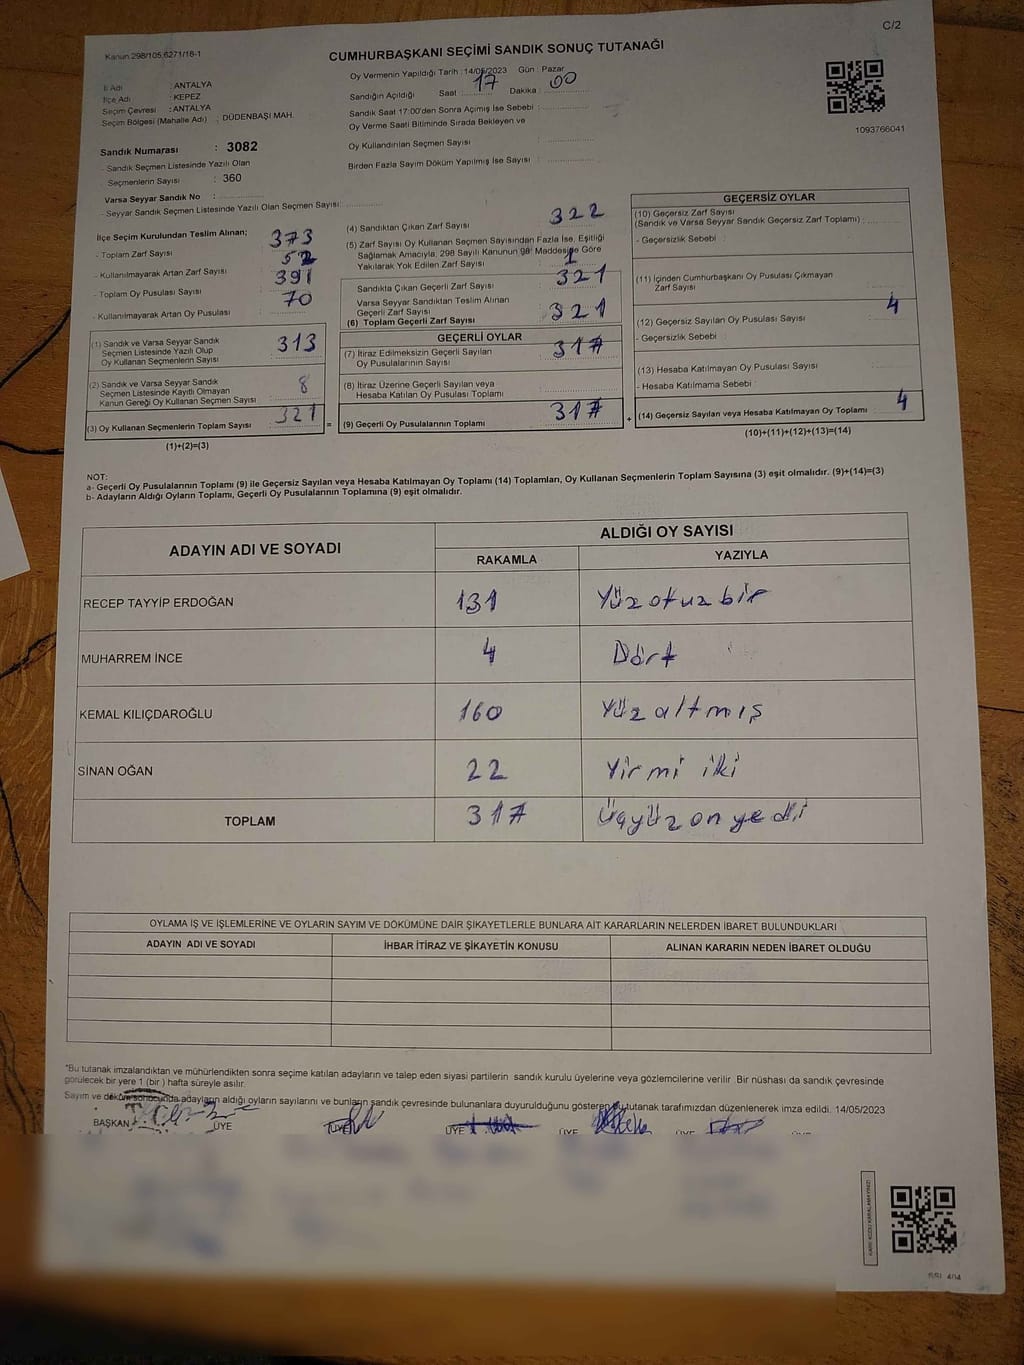 C/2
Kanun 298/105,6271/18-1
CUMHURBAŞKANI SEÇİMİ SANDIK SONUÇ TUTANAĞI
İl Adı : ANTALYA
İlçe Adı : KEPEZ
Seçim Çevresi : ANTALYA
Seçim Bölgesi (Mahalle Adı) : DÜDENBAŞI MAH.
Sandık Numarası : 3082
- Sandık Seçmen Listesinde Yazılı Olan
Seçmenlerin Sayısı : 360
Varsa Seyyar Sandık No :
- Seyyar Sandık Seçmen Listesinde Yazılı Olan Seçmen Sayısı
Oy Vermenin Yapıldığı Tarih : 14/05/2023 Gün : Pazar
Sandığın Açıldığı Saat : 17 Dakika : 00
Sandık Saat 17:00'den Sonra Açımış İse Sebebi :
Oy Verme Saati Bitiminde Sırada Bekleyen ve
Oy Kullandırılan Seçmen Sayısı :
Birden Fazla Sayım Döküm Yapılmış İse Sayısı :
1093766041
İlçe Seçim Kurulundan Teslim Alınan;
- Toplam Zarf Sayısı : 373
- Kullanılmayarak Artan Zarf Sayısı : 52
- Toplam Oy Pusulası Sayısı : 391
- Kullanılmayarak Artan Oy Pusulası : 70
(1) Sandık ve Varsa Seyyar Sandık
Seçmen Listesinde Yazılı Olup
Oy Kullanan Seçmenlerin Sayısı : 313
(2) Sandık ve Varsa Seyyar Sandık
Seçmen Listesinde Kayıtlı Olmayan
Kanun Gereği Oy Kullanan Seçmen Sayısı : 8
(3) Oy Kullanan Seçmenlerin Toplam Sayısı : 321
(1)+(2)=(3)
(4) Sandıktan Çıkan Zarf Sayısı : 322
(5) Zarf Sayısı Oy Kullanan Seçmen Sayısından Fazla İse, Eşitliği
Sağlamak Amacıyla, 298 Sayılı Kanunun 98. Maddesine Göre
Yakılarak Yok Edilen Zarf Sayısı : 1
Sandıkta Çıkan Geçerli Zarf Sayısı : 321
Varsa Seyyar Sandıktan Teslim Alınan
Geçerli Zarf Sayısı
(6) Toplam Geçerli Zarf Sayısı : 321
GEÇERLİ OYLAR
(7) İtiraz Edilmeksizin Geçerli Sayılan
Oy Pusulalarının Sayısı : 317
(8) İtiraz Üzerine Geçerli Sayılan veya
Hesaba Katılan Oy Pusulası Toplamı :
= (9) Geçerli Oy Pusulalarının Toplamı : 317 +
GEÇERSİZ OYLAR
(10) Geçersiz Zarf Sayısı
(Sandık ve Varsa Seyyar Sandık Geçersiz Zarf Toplamı) :
- Geçersizlik Sebebi :
(11) İçinden Cumhurbaşkanı Oy Pusulası Çıkmayan
Zarf Sayısı :
(12) Geçersiz Sayılan Oy Pusulası Sayısı : 4
- Geçersizlik Sebebi :
(13) Hesaba Katılmayan Oy Pusulası Sayısı :
- Hesaba Katılmama Sebebi :
(14) Geçersiz Sayılan veya Hesaba Katılmayan Oy Toplamı : 4
(10)+(11)+(12)+(13)=(14)
NOT:
a- Geçerli Oy Pusulalarının Toplamı (9) ile Geçersiz Sayılan veya Hesaba Katılmayan Oy Toplamı (14) Toplamları, Oy Kullanan Seçmenlerin Toplam Sayısına (3) eşit olmalıdır. (9)+(14)=(3)
b- Adayların Aldığı Oyların Toplamı, Geçerli Oy Pusulalarının Toplamına (9) eşit olmalıdır.
ADAYIN ADI VE SOYADI ALDIĞI OY SAYISI
RAKAMLA YAZIYLA
RECEP TAYYİP ERDOĞAN 131 Yüz otuz bir
MUHARREM İNCE 4 Dört
KEMAL KILIÇDAROĞLU 160 Yüz altmış
SİNAN OĞAN 22 Yirmi iki
TOPLAM 317 Üçyüz on yedi
OYLAMA İŞ VE İŞLEMLERİNE VE OYLARIN SAYIM VE DÖKÜMÜNE DAİR ŞİKAYETLERLE BUNLARA AİT KARARLARIN NELERDEN İBARET BULUNDUKLARI
ADAYIN ADI VE SOYADI İHBAR İTİRAZ VE ŞİKAYETİN KONUSU ALINAN KARARIN NEDEN İBARET OLDUĞU
"Bu tutanak imzalandıktan ve mühürlendikten sonra seçime katılan adayların ve talep eden siyasi partilerin sandık kurulu üyelerine veya gözlemcilerine verilir Bir nüshası da sandık çevresinde
görülecek bir yere 1 (bir ) hafta süreyle asılır.
Sayım ve döküm sonucunda adayların aldığı oyların sayılarını ve bunların sandık çevresinde bulunanlara duyurulduğunu gösteren bu tutanak tarafımızdan düzenlenerek imza edildi. 14/05/2023
BAŞKAN ÜYE ÜYE ÜYE ÜYE ÜYE
KARE KODU KARALAMAYINIZ!